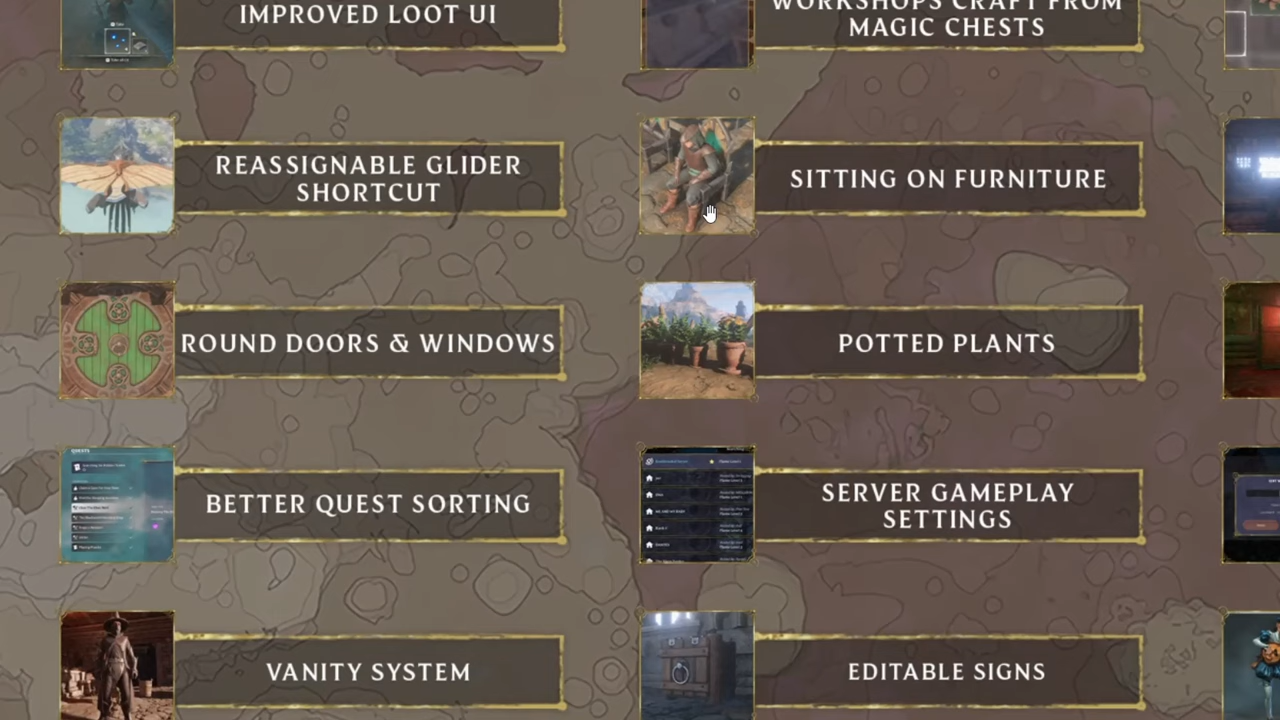 IMPROVED LOOT UI
WORKSHOPS CRAFT FROM
MAGIC CHESTS
REASSIGNABLE GLIDER
SHORTCUT
SITTING ON FURNITURE
ROUND DOORS & WINDOWS
POTTED PLANTS
BETTER QUEST SORTING
SERVER GAMEPLAY
SETTINGS
VANITY SYSTEM
EDITABLE SIGNS